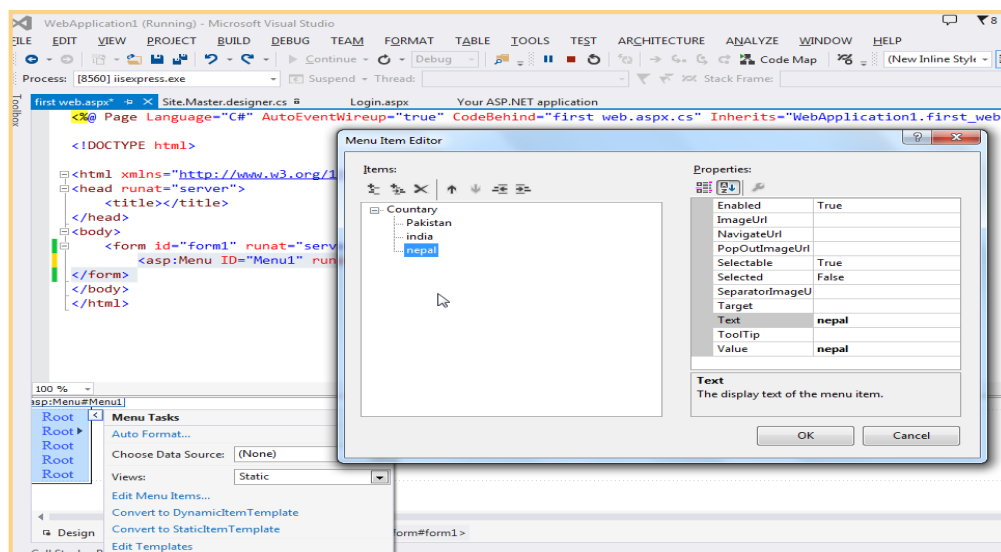 WebApplication1 (Running) - Microsoft Visual Studio
8
FILE EDIT VIEW PROJECT BUILD DEBUG TEAM FORMAT TABLE TOOLS TEST ARCHITECTURE ANALYZE WINDOW HELP
Continue Debug Code Map (New Inline Style
Process: [8560] iisexpress.exe Suspend Thread: Stack Frame:
Toolbox
first web.aspx* Site.Master.designer.cs Login.aspx Your ASP.NET application
<%@ Page Language="C#" AutoEventWireup="true" CodeBehind="first web.aspx.cs" Inherits="WebApplication1.first_web
<!DOCTYPE html>
<html xmlns="http://www.w3.org/1
<head runat="server">
<title></title>
</head>
<body>
<form id="form1" runat="serv
<asp:Menu ID="Menu1" run
</form>
</body>
</html>
Menu Item Editor
Items:
Countary
Pakistan
india
nepal
Properties:
Enabled True
ImageUrl
NavigateUrl
PopOutImageUrl
Selectable True
Selected False
SeparatorImageU
Target
Text nepal
ToolTip
Value nepal
Text
The display text of the menu item.
OK Cancel
100 %
asp:Menu#Menu1
Root
Root
Root
Root
Root
Menu Tasks
Auto Format...
Choose Data Source: (None)
Views: Static
Edit Menu Items...
Convert to DynamicItemTemplate
Convert to StaticItemTemplate
Edit Templates
Design
orm#form1>